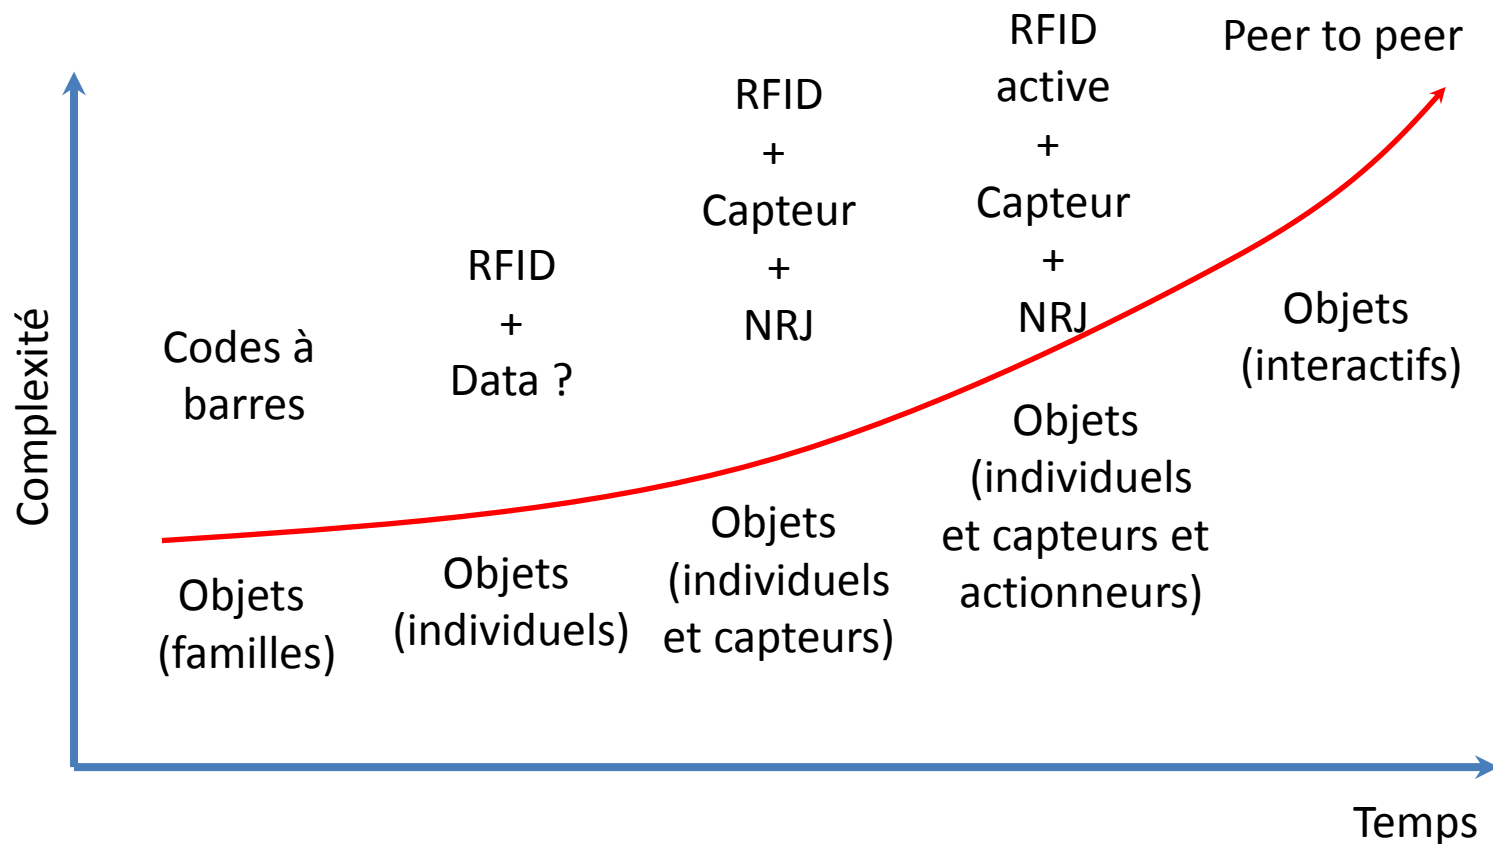 Complexité
Codes à
barres
RFID
+
Data ?
RFID
+
Capteur
+
NRJ
RFID
active
+
Capteur
+
NRJ
Peer to peer
Objets
(familles)
Objets
(individuels)
Objets
(individuels
et capteurs)
Objets
(individuels
et capteurs et
actionneurs)
Objets
(interactifs)
Temps